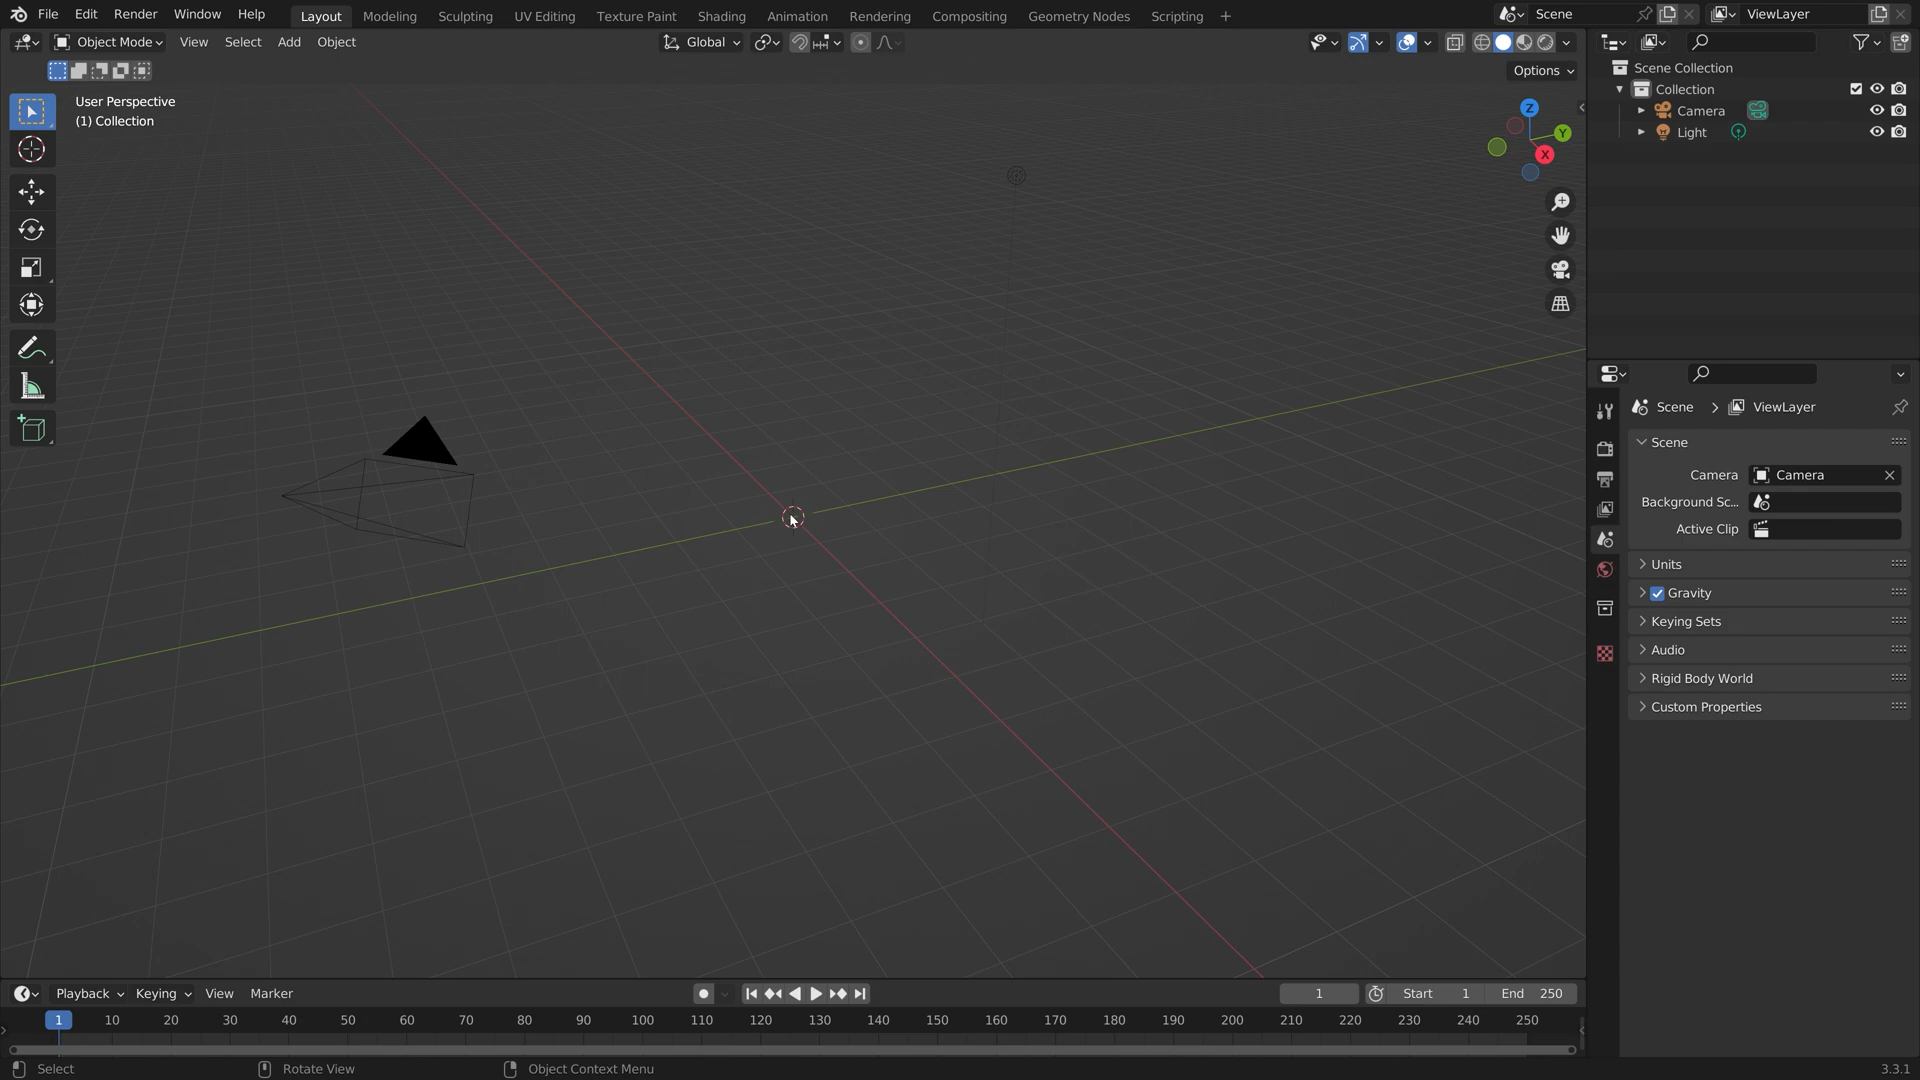 File Edit Render Window Help Layout Modeling Sculpting UV Editing Texture Paint Shading Animation Rendering Compositing Geometry Nodes Scripting + Scene ViewLayer
Object Mode View Select Add Object Global
Options
User Perspective
(1) Collection
Z
Y
X
Scene Collection
Collection
Camera
Light
Scene > ViewLayer
Scene
Camera Camera
Background Sc...
Active Clip
Units
Gravity
Keying Sets
Audio
Rigid Body World
Custom Properties
Playback Keying View Marker 1 Start 1 End 250
1 10 20 30 40 50 60 70 80 90 100 110 120 130 140 150 160 170 180 190 200 210 220 230 240 250
Select Rotate View Object Context Menu 3.3.1